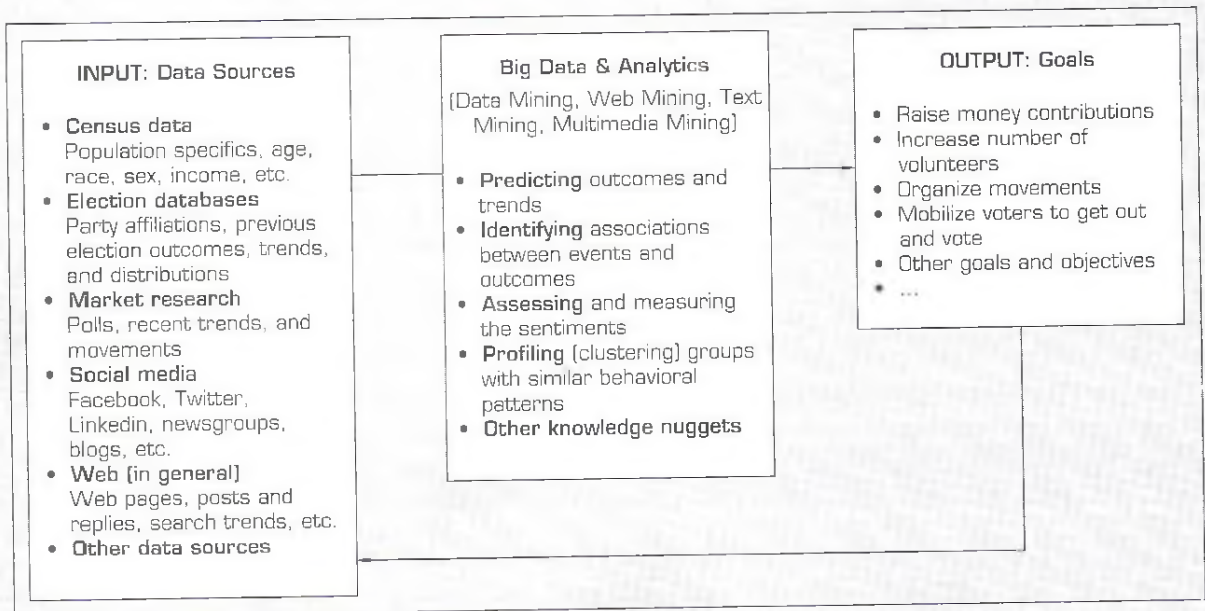 INPUT: Data Sources
• Census data
Population specifics, age,
race, sex, income, etc.
• Election databases
Party affiliations, previous
election outcomes, trends,
and distributions
• Market research
Polls, recent trends, and
movements
• Social media
Facebook, Twitter,
Linkedin, newsgroups,
blogs, etc.
• Web (in general)
Web pages, posts and
replies, search trends, etc.
• Other data sources
Big Data & Analytics
(Data Mining, Web Mining, Text
Mining, Multimedia Mining)
• Predicting outcomes and
trends
• Identifying associations
between events and
outcomes
• Assessing and measuring
the sentiments
• Profiling (clustering) groups
with similar behavioral
patterns
• Other knowledge nuggets
OUTPUT: Goals
• Raise money contributions
• Increase number of
volunteers
• Organize movements
• Mobilize voters to get out
and vote
• Other goals and objectives
• ...